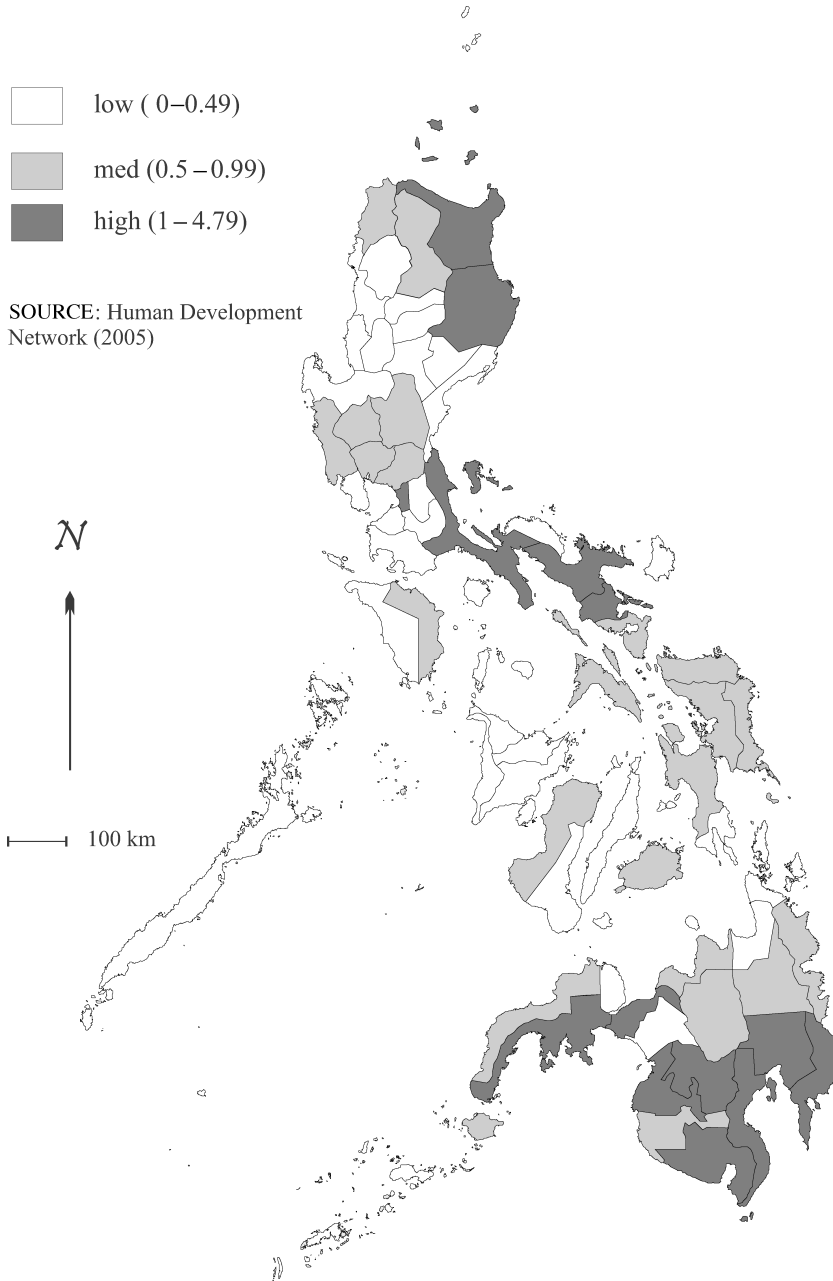 low ( 0–0.49)
med (0.5 – 0.99)
high (1 – 4.79)
SOURCE: Human Development
Network (2005)
N
100 km